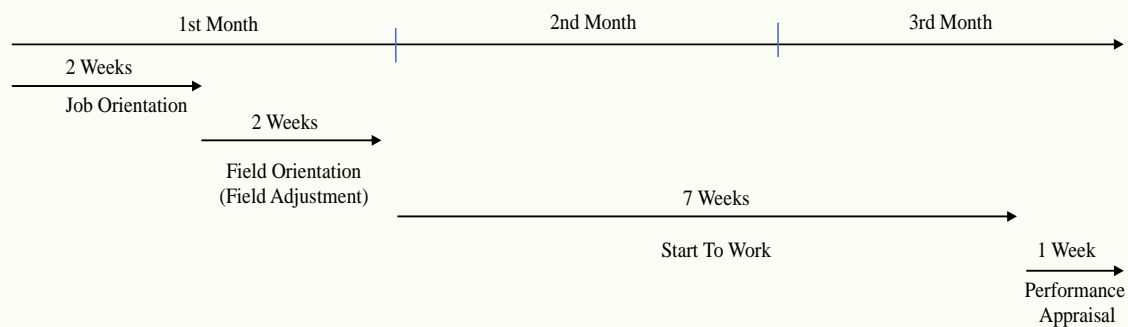 1st Month
2nd Month
3rd Month
2 Weeks
Job Orientation
2 Weeks
Field Orientation
(Field Adjustment)
7 Weeks
Start To Work
1 Week
Performance
Appraisal